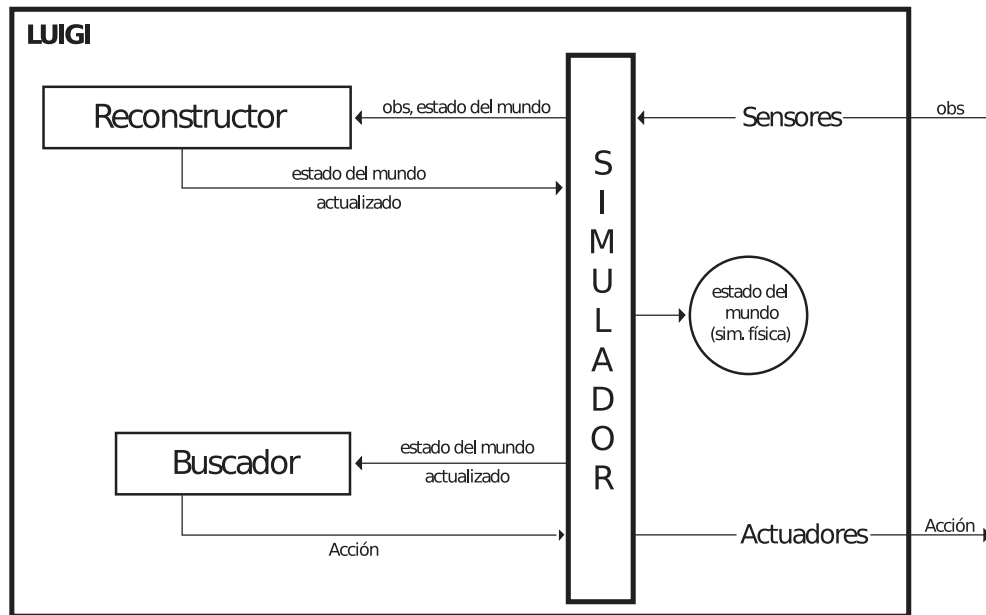 LUIGI
Reconstructor
obs, estado del mundo
Sensores
obs
estado del mundo
actualizado
SIMULADOR
estado del
mundo
(sim. física)
Buscador
estado del mundo
actualizado
Acción
Actuadores
Acción